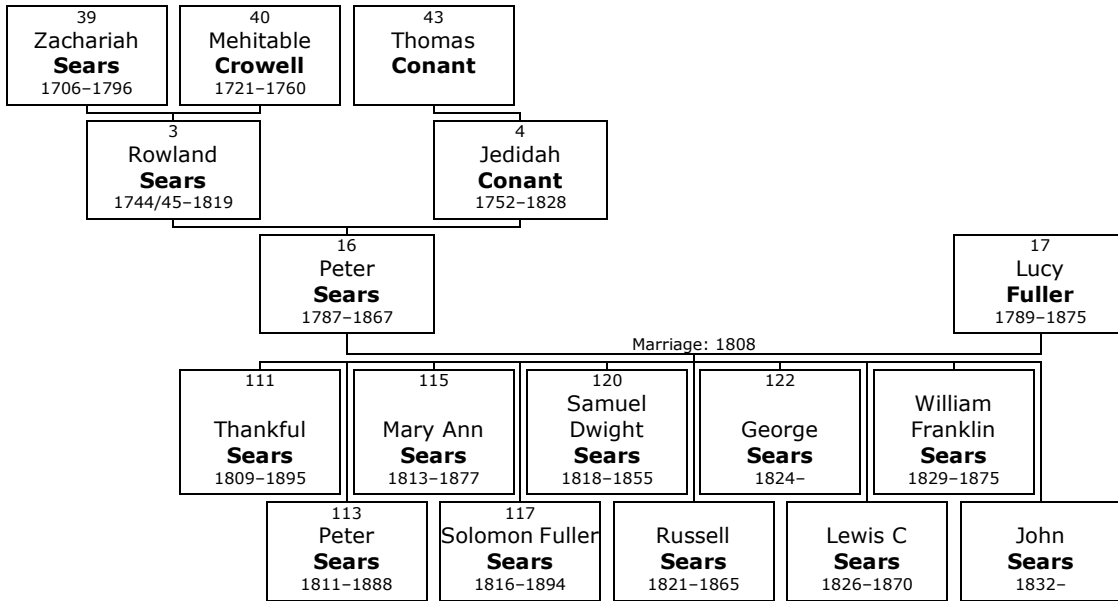 39
Zachariah
Sears
1706–1796
40
Mehitable
Crowell
1721–1760
43
Thomas
Conant
3
Rowland
Sears
1744/45–1819
4
Jedidah
Conant
1752–1828
16
Peter
Sears
1787–1867
17
Lucy
Fuller
1789–1875
Marriage: 1808
111
Thankful
Sears
1809–1895
115
Mary Ann
Sears
1813–1877
120
Samuel
Dwight
Sears
1818–1855
122
George
Sears
1824–
William
Franklin
Sears
1829–1875
113
Peter
Sears
1811–1888
117
Solomon Fuller
Sears
1816–1894
Russell
Sears
1821–1865
Lewis C
Sears
1826–1870
John
Sears
1832–